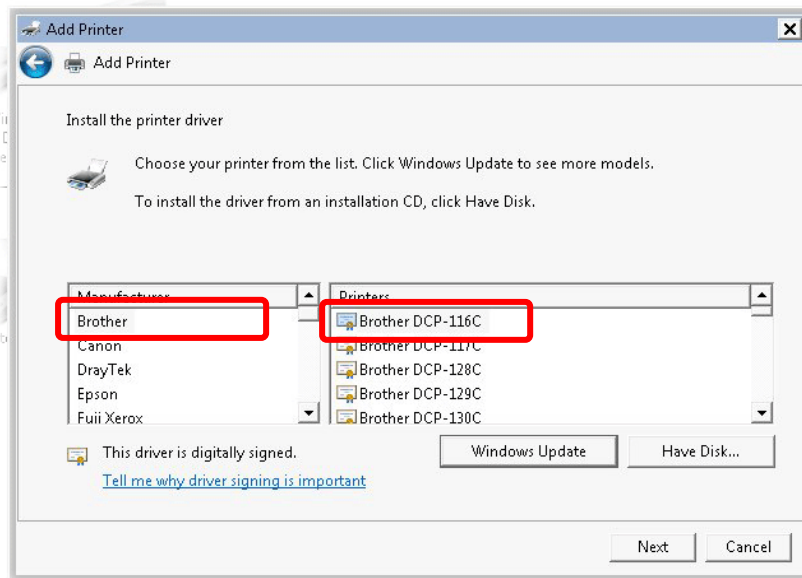 Add Printer
Add Printer
Install the printer driver
Choose your printer from the list. Click Windows Update to see more models.
To install the driver from an installation CD, click Have Disk.
Manufacturer
Printers
Brother
Brother DCP-116C
Canon
Brother DCP-117C
DrayTek
Brother DCP-128C
Epson
Brother DCP-129C
Fuji Xerox
Brother DCP-130C
This driver is digitally signed.
Windows Update
Have Disk...
Tell me why driver signing is important
Next
Cancel